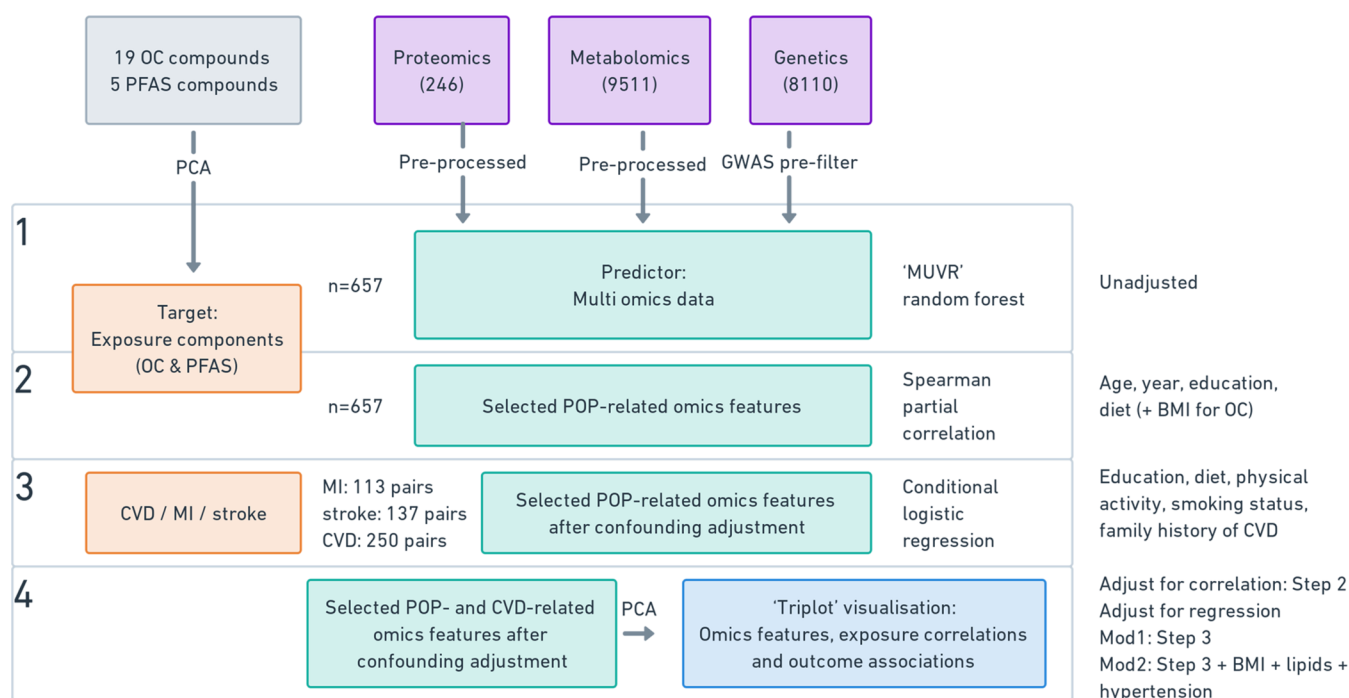 19 OC compounds
5 PFAS compounds
Proteomics
(246)
Metabolomics
(9511)
Genetics
(8110)
PCA
Pre-processed
Pre-processed
GWAS pre-filter
1
Target:
Exposure components
(OC & PFAS)
n=657
Predictor:
Multi omics data
‘MUVR’
random forest
Unadjusted
2
n=657
Selected POP-related omics features
Spearman
partial
correlation
Age, year, education,
diet (+ BMI for OC)
3
CVD / MI / stroke
MI: 113 pairs
stroke: 137 pairs
CVD: 250 pairs
Selected POP-related omics features
after confounding adjustment
Conditional
logistic
regression
Education, diet, physical
activity, smoking status,
family history of CVD
4
Selected POP- and CVD-related
omics features after
confounding adjustment
PCA
‘Triplot’ visualisation:
Omics features, exposure correlations
and outcome associations
Adjust for correlation: Step 2
Adjust for regression
Mod1: Step 3
Mod2: Step 3 + BMI + lipids +
hypertension